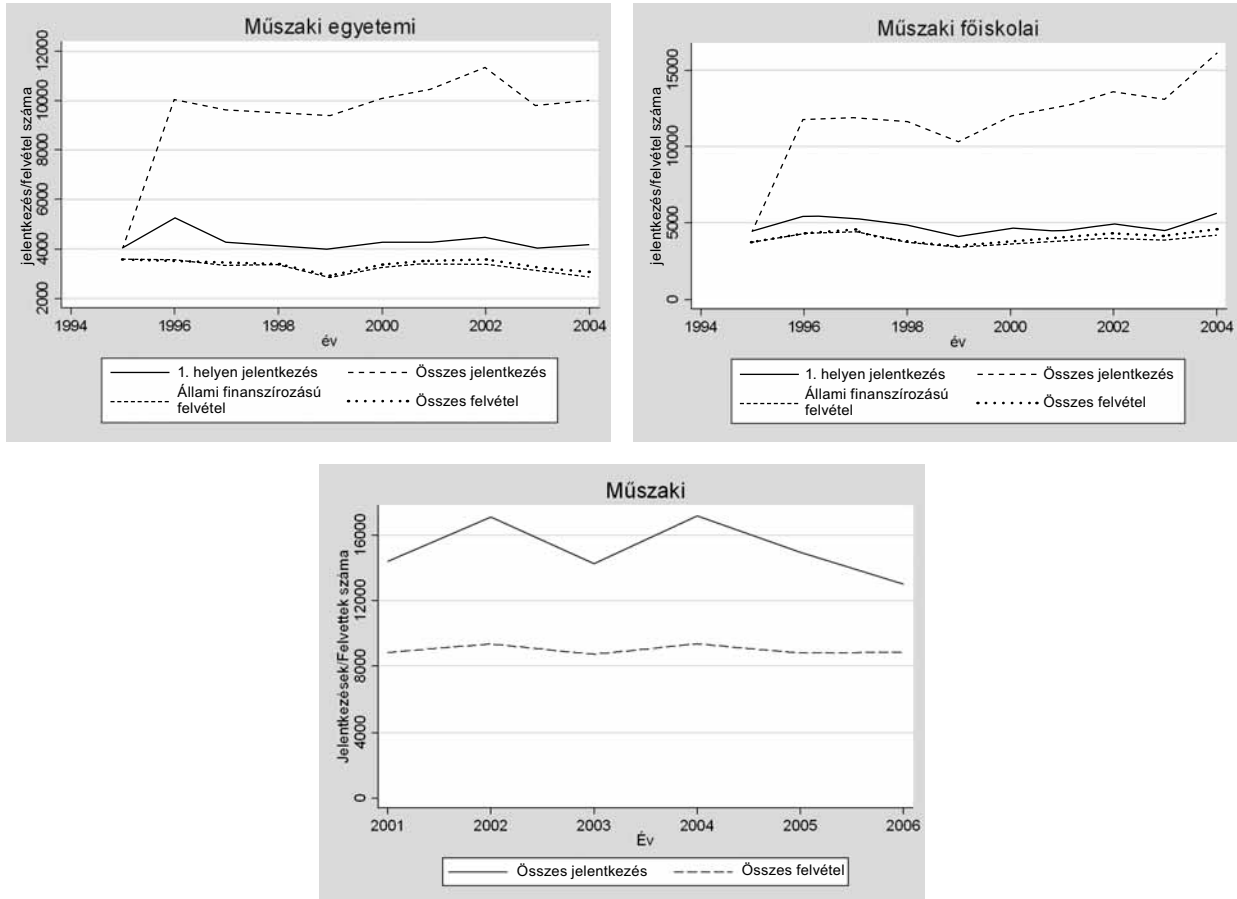 Műszaki egyetemi
jelentkezés/felvétel száma
12000
10000
8000
6000
4000
2000
1994 1996 1998 2000 2002 2004
év
1. helyen jelentkezés Összes jelentkezés
Állami finanszírozású
felvétel
Összes felvétel
Műszaki főiskolai
jelentkezés/felvétel száma
15000
10000
5000
0
1994 1996 1998 2000 2002 2004
év
1. helyen jelentkezés Összes jelentkezés
Állami finanszírozású
felvétel
Összes felvétel
Műszaki
Jelentkezések/Felvettek száma
16000
12000
8000
4000
0
2001 2002 2003 2004 2005 2006
Év
Összes jelentkezés Összes felvétel